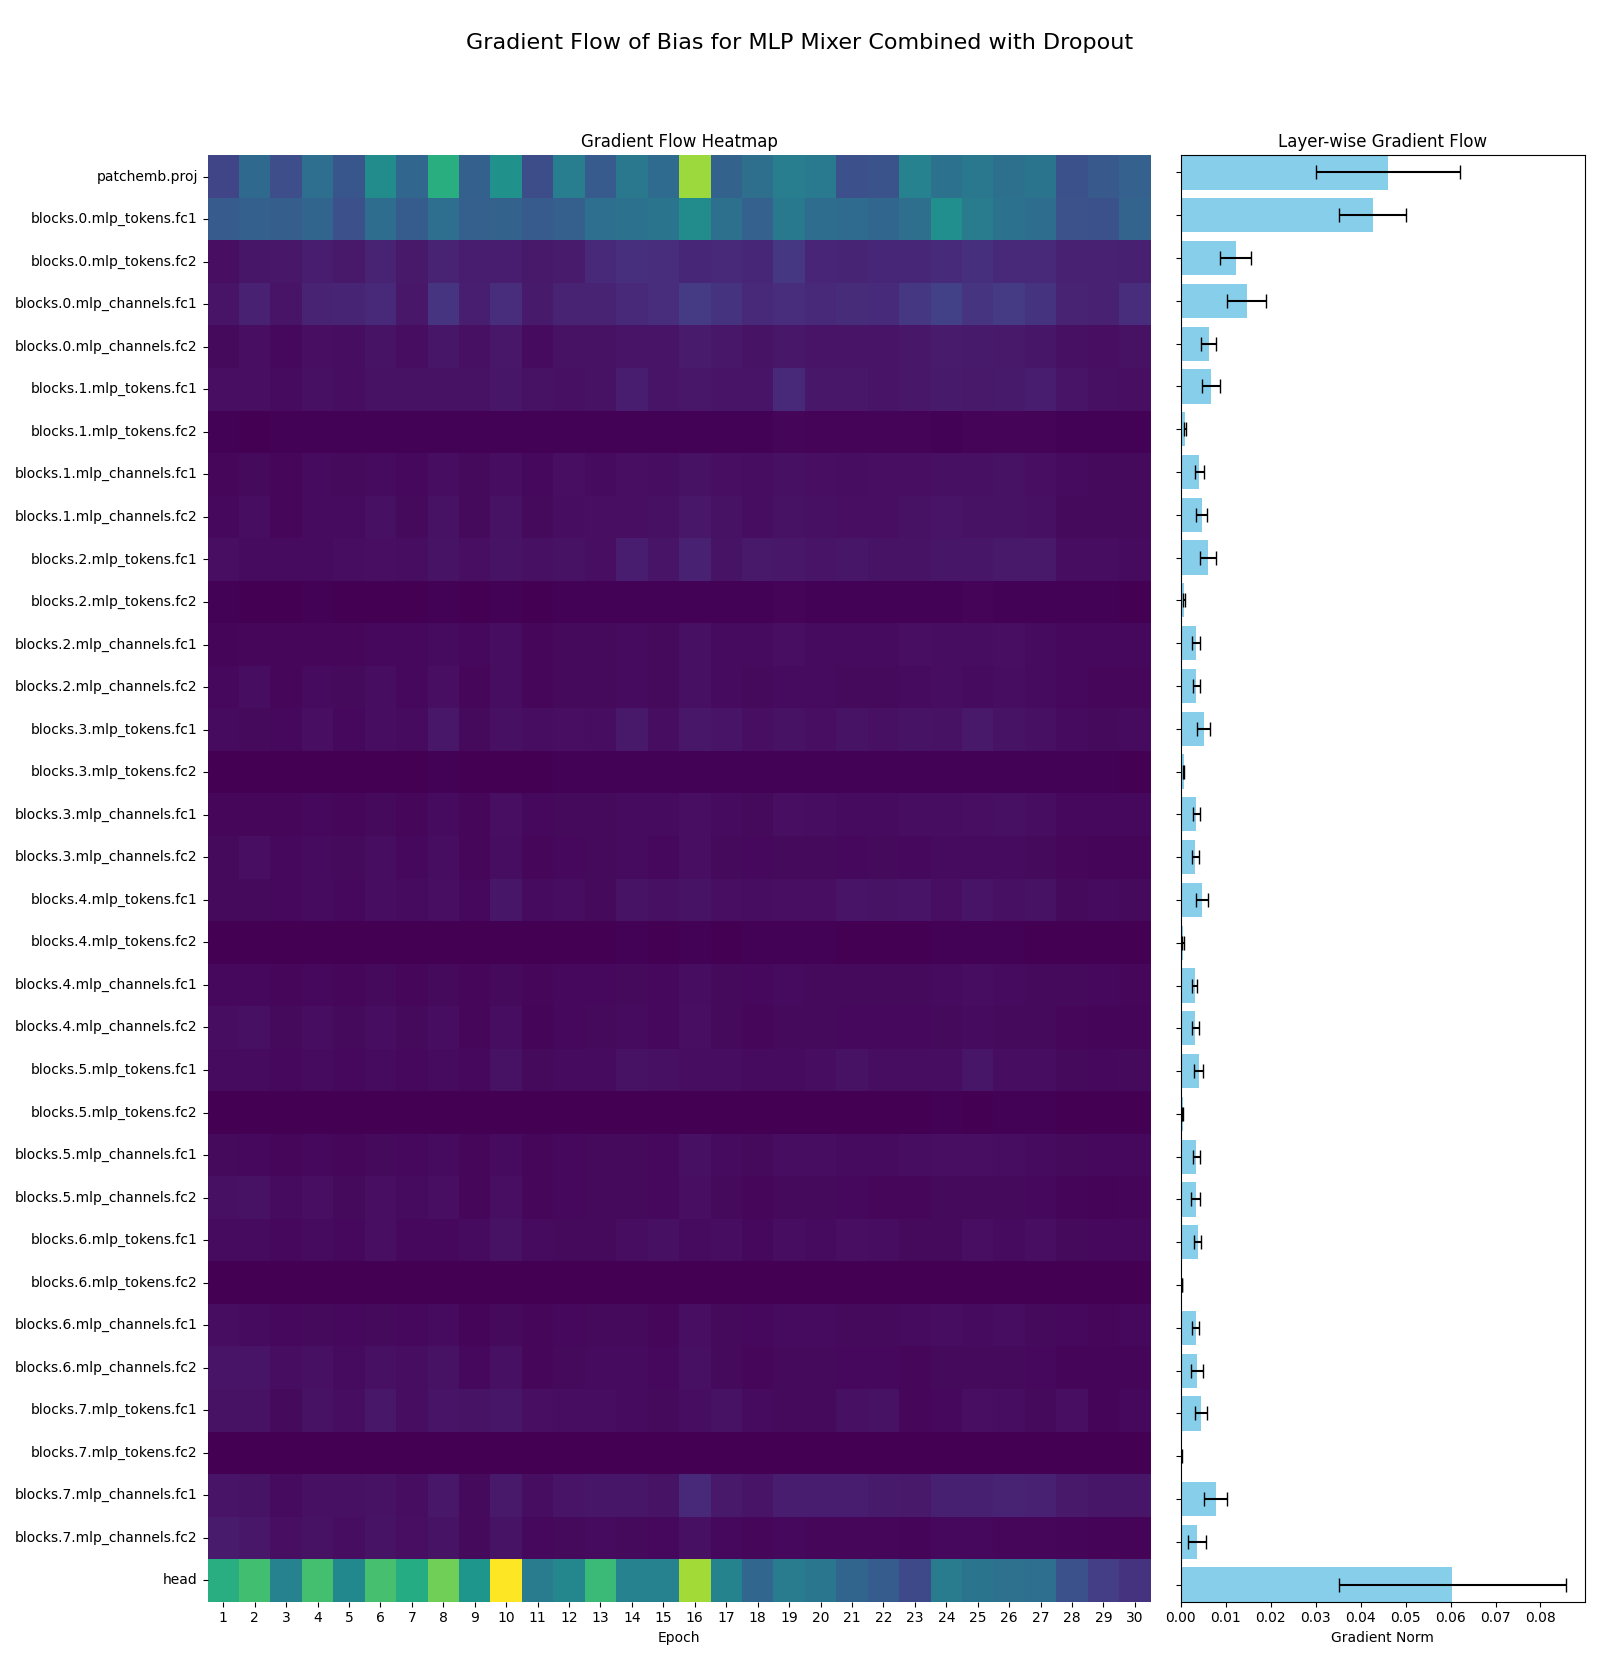 Gradient Flow of Bias for MLP Mixer Combined with Dropout
Gradient Flow Heatmap
Layer-wise Gradient Flow
patchemb.proj
blocks.0.mlp_tokens.fc1
blocks.0.mlp_tokens.fc2
blocks.0.mlp_channels.fc1
blocks.0.mlp_channels.fc2
blocks.1.mlp_tokens.fc1
blocks.1.mlp_tokens.fc2
blocks.1.mlp_channels.fc1
blocks.1.mlp_channels.fc2
blocks.2.mlp_tokens.fc1
blocks.2.mlp_tokens.fc2
blocks.2.mlp_channels.fc1
blocks.2.mlp_channels.fc2
blocks.3.mlp_tokens.fc1
blocks.3.mlp_tokens.fc2
blocks.3.mlp_channels.fc1
blocks.3.mlp_channels.fc2
blocks.4.mlp_tokens.fc1
blocks.4.mlp_tokens.fc2
blocks.4.mlp_channels.fc1
blocks.4.mlp_channels.fc2
blocks.5.mlp_tokens.fc1
blocks.5.mlp_tokens.fc2
blocks.5.mlp_channels.fc1
blocks.5.mlp_channels.fc2
blocks.6.mlp_tokens.fc1
blocks.6.mlp_tokens.fc2
blocks.6.mlp_channels.fc1
blocks.6.mlp_channels.fc2
blocks.7.mlp_tokens.fc1
blocks.7.mlp_tokens.fc2
blocks.7.mlp_channels.fc1
blocks.7.mlp_channels.fc2
head
1 2 3 4 5 6 7 8 9 10 11 12 13 14 15 16 17 18 19 20 21 22 23 24 25 26 27 28 29 30
Epoch
0.00 0.01 0.02 0.03 0.04 0.05 0.06 0.07 0.08
Gradient Norm